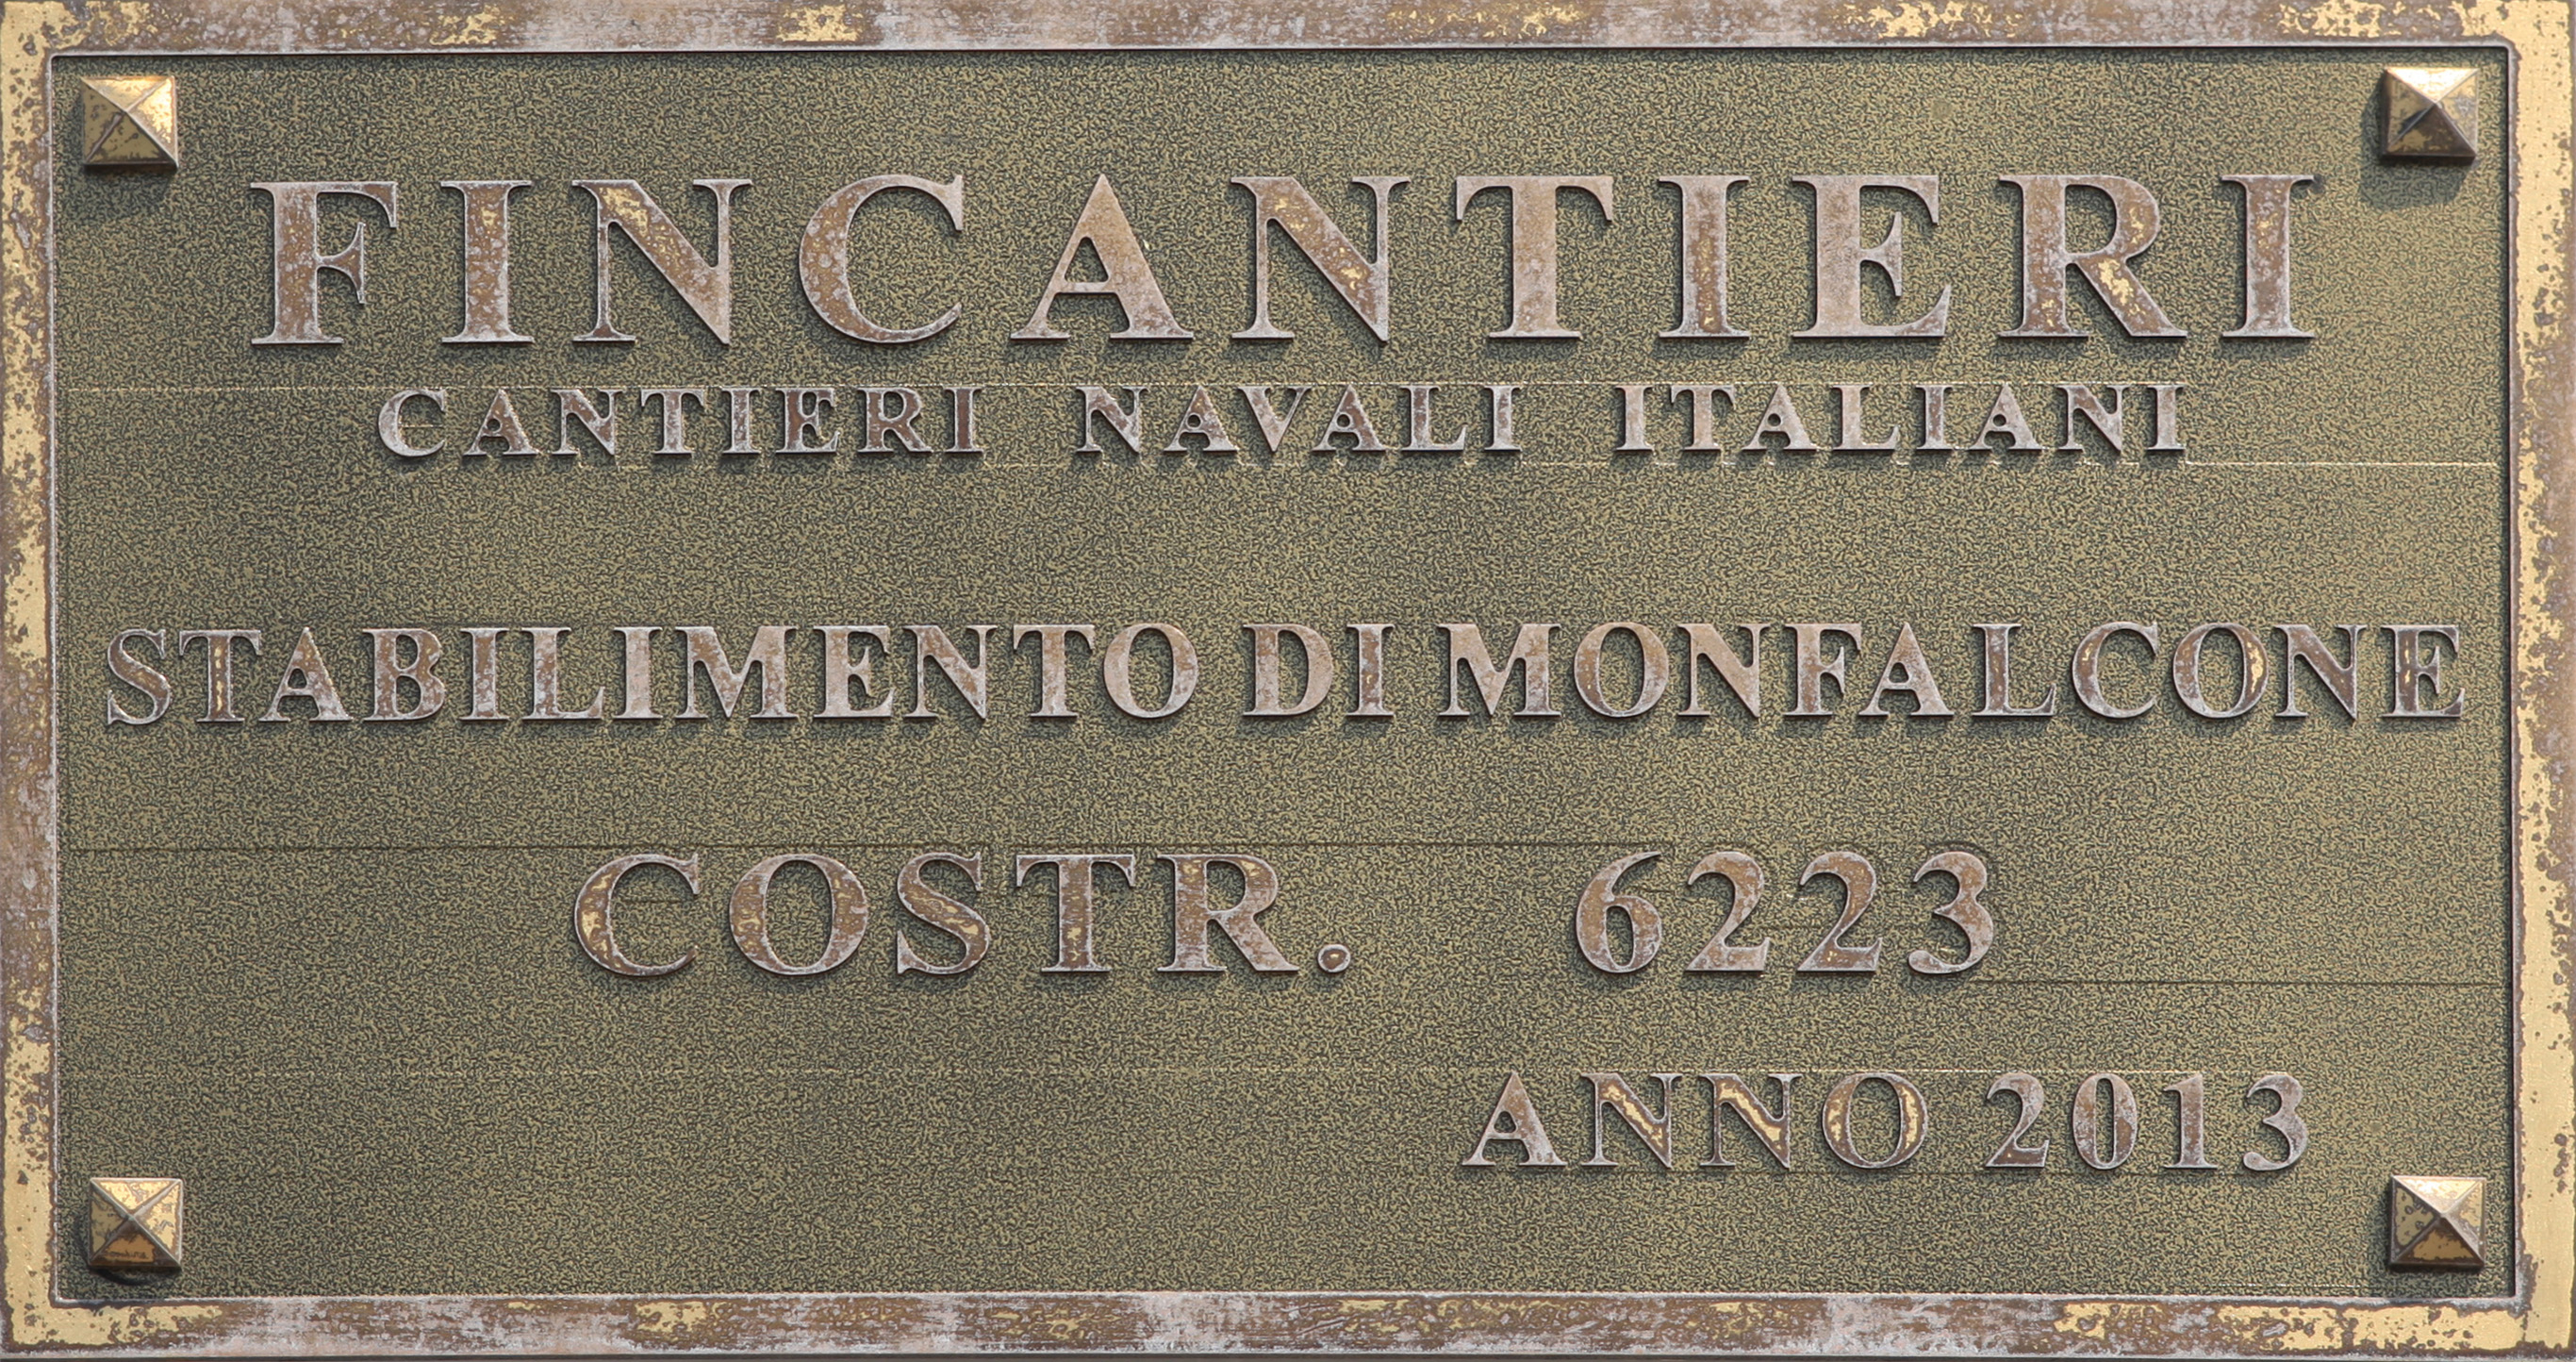 FINCANTIERI
CANTIERI NAVALI ITALIANI
STABILIMENTO DI MONFALCONE
COSTR. 6223
ANNO 2013